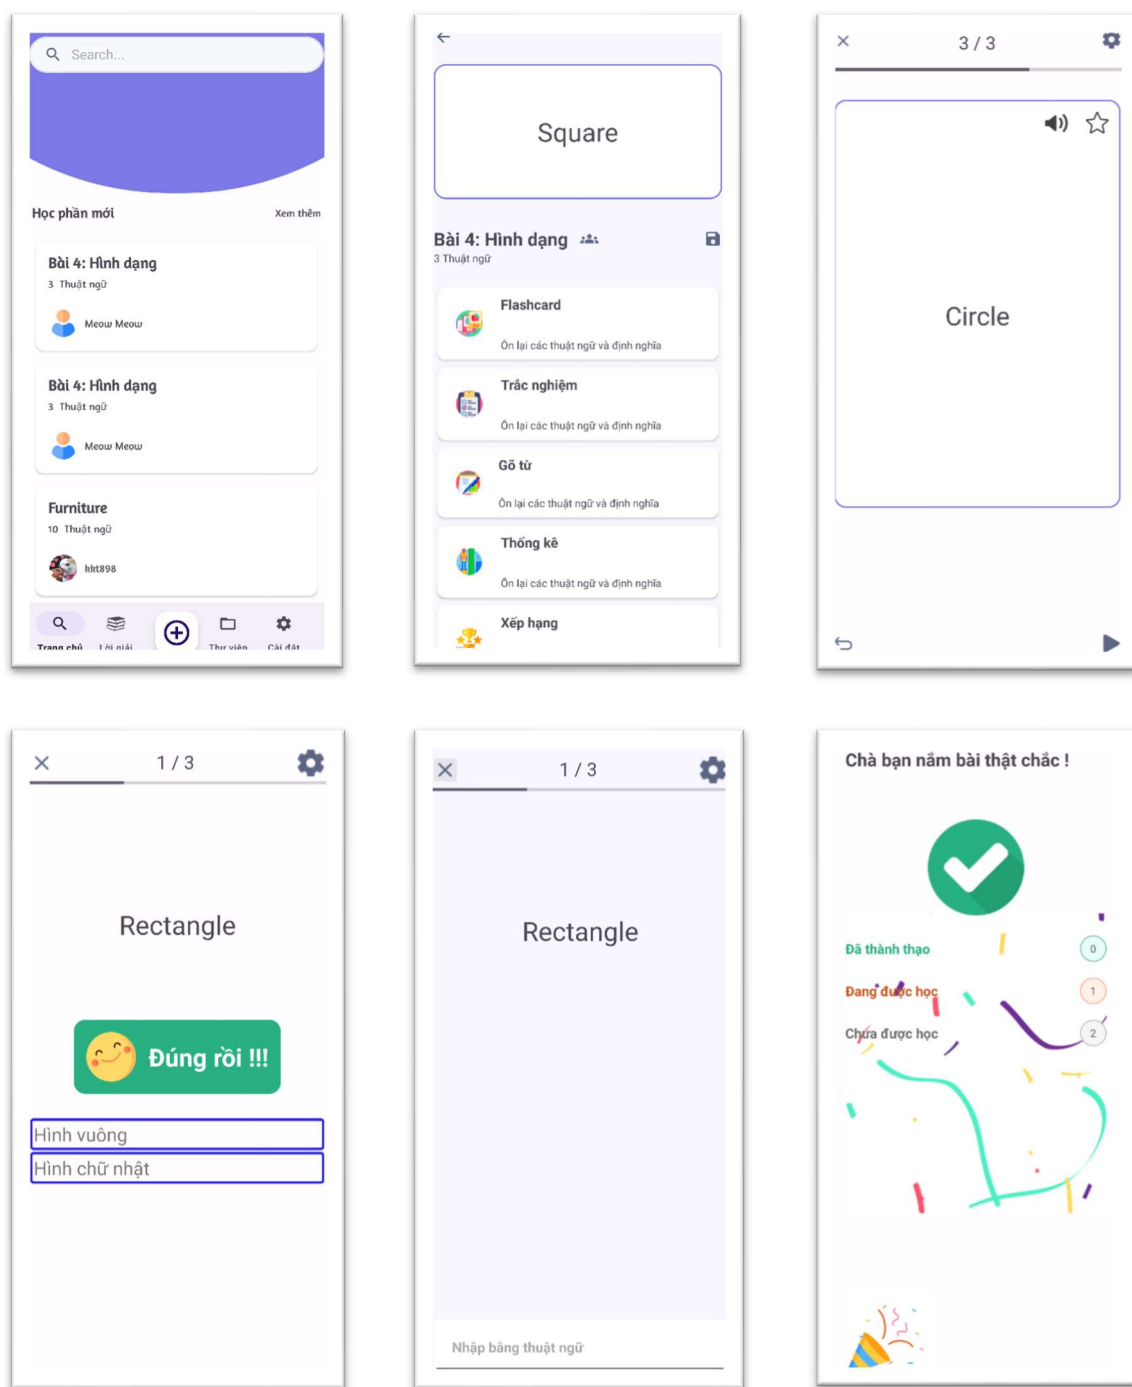 Search...
Học phần mới
Xem thêm
Bài 4: Hình dạng
3 Thuật ngữ
Meow Meow
Bài 4: Hình dạng
3 Thuật ngữ
Meow Meow
Furniture
10 Thuật ngữ
kkt898
Trang chủ
Lời giải
Thư viện
Cài đặt
Square
Bài 4: Hình dạng
3 Thuật ngữ
Flashcard
Ôn lại các thuật ngữ và định nghĩa
Trắc nghiệm
Ôn lại các thuật ngữ và định nghĩa
Gõ từ
Ôn lại các thuật ngữ và định nghĩa
Thống kê
Ôn lại các thuật ngữ và định nghĩa
Xếp hạng
3 / 3
Circle
1 / 3
Rectangle
Đúng rồi !!!
Hình vuông
Hình chữ nhật
1 / 3
Rectangle
Nhập bằng thuật ngữ
Chà bạn nắm bài thật chắc !
Đã thành thạo
0
Đang được học
1
Chưa được học
2